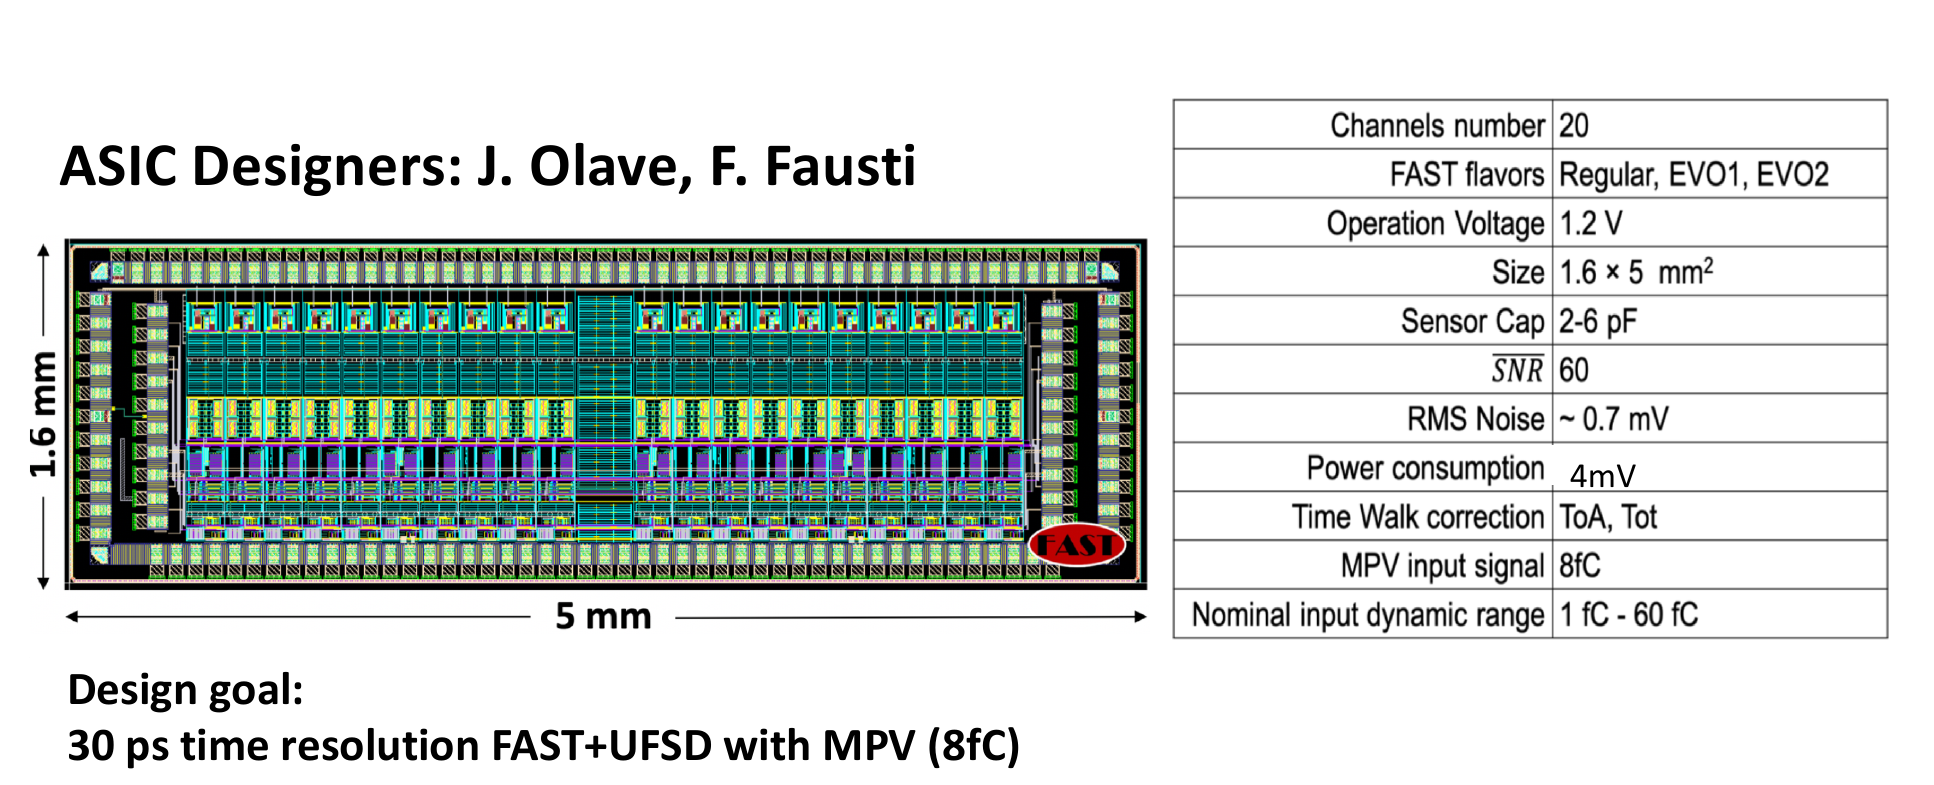 ASIC Designers: J. Olave, F. Fausti
1.6 mm
FAST
5 mm
Design goal:
30 ps time resolution FAST+UFSD with MPV (8fC)
Channels number 20
FAST flavors Regular, EVO1, EVO2
Operation Voltage 1.2 V
Size 1.6 × 5 mm²
Sensor Cap 2-6 pF
S̅N̅R̅ 60
RMS Noise ~ 0.7 mV
Power consumption 4mV
Time Walk correction ToA, Tot
MPV input signal 8fC
Nominal input dynamic range 1 fC - 60 fC